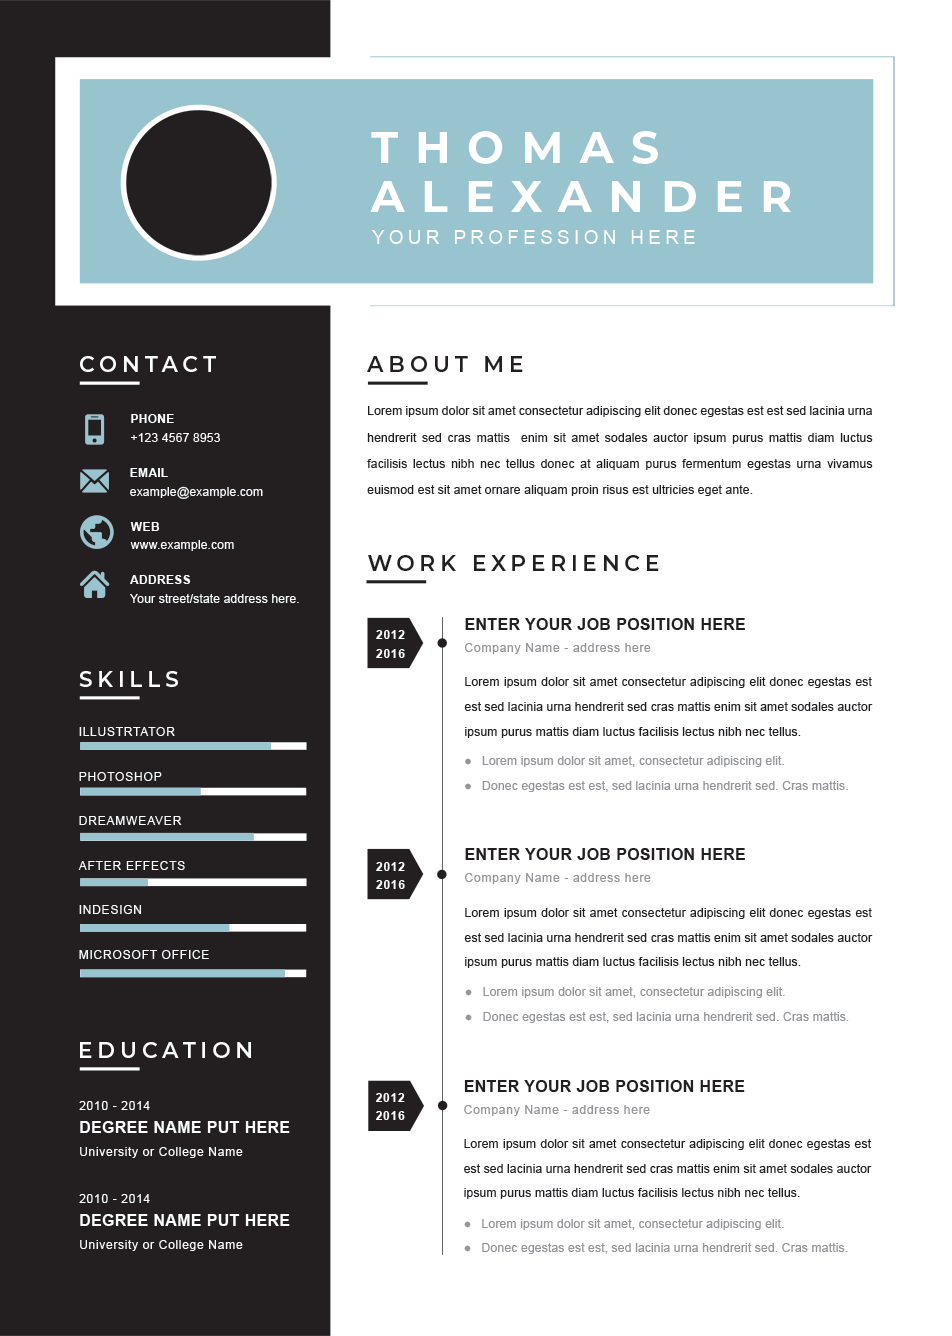 THOMAS
ALEXANDER
YOUR PROFESSION HERE
CONTACT
PHONE
+123 4567 8953
EMAIL
example@example.com
WEB
www.example.com
ADDRESS
Your street/state address here.
SKILLS
ILLUSTRTATOR
PHOTOSHOP
DREAMWEAVER
AFTER EFFECTS
INDESIGN
MICROSOFT OFFICE
EDUCATION
2010 - 2014
DEGREE NAME PUT HERE
University or College Name
2010 - 2014
DEGREE NAME PUT HERE
University or College Name
ABOUT ME
Lorem ipsum dolor sit amet consectetur adipiscing elit donec egestas est est sed lacinia urna
hendrerit sed cras mattis enim sit amet sodales auctor ipsum purus mattis diam luctus
facilisis lectus nibh nec tellus donec at aliquam purus fermentum egestas urna vivamus
euismod est sit amet ornare aliquam proin risus est ultricies eget ante.
WORK EXPERIENCE
2012
2016
ENTER YOUR JOB POSITION HERE
Company Name - address here
Lorem ipsum dolor sit amet consectetur adipiscing elit donec egestas est
est sed lacinia urna hendrerit sed cras mattis enim sit amet sodales auctor
ipsum purus mattis diam luctus facilisis lectus nibh nec tellus.
● Lorem ipsum dolor sit amet, consectetur adipiscing elit.
● Donec egestas est est, sed lacinia urna hendrerit sed. Cras mattis.
2012
2016
ENTER YOUR JOB POSITION HERE
Company Name - address here
Lorem ipsum dolor sit amet consectetur adipiscing elit donec egestas est
est sed lacinia urna hendrerit sed cras mattis enim sit amet sodales auctor
ipsum purus mattis diam luctus facilisis lectus nibh nec tellus.
● Lorem ipsum dolor sit amet, consectetur adipiscing elit.
● Donec egestas est est, sed lacinia urna hendrerit sed. Cras mattis.
2012
2016
ENTER YOUR JOB POSITION HERE
Company Name - address here
Lorem ipsum dolor sit amet consectetur adipiscing elit donec egestas est
est sed lacinia urna hendrerit sed cras mattis enim sit amet sodales auctor
ipsum purus mattis diam luctus facilisis lectus nibh nec tellus.
● Lorem ipsum dolor sit amet, consectetur adipiscing elit.
● Donec egestas est est, sed lacinia urna hendrerit sed. Cras mattis.